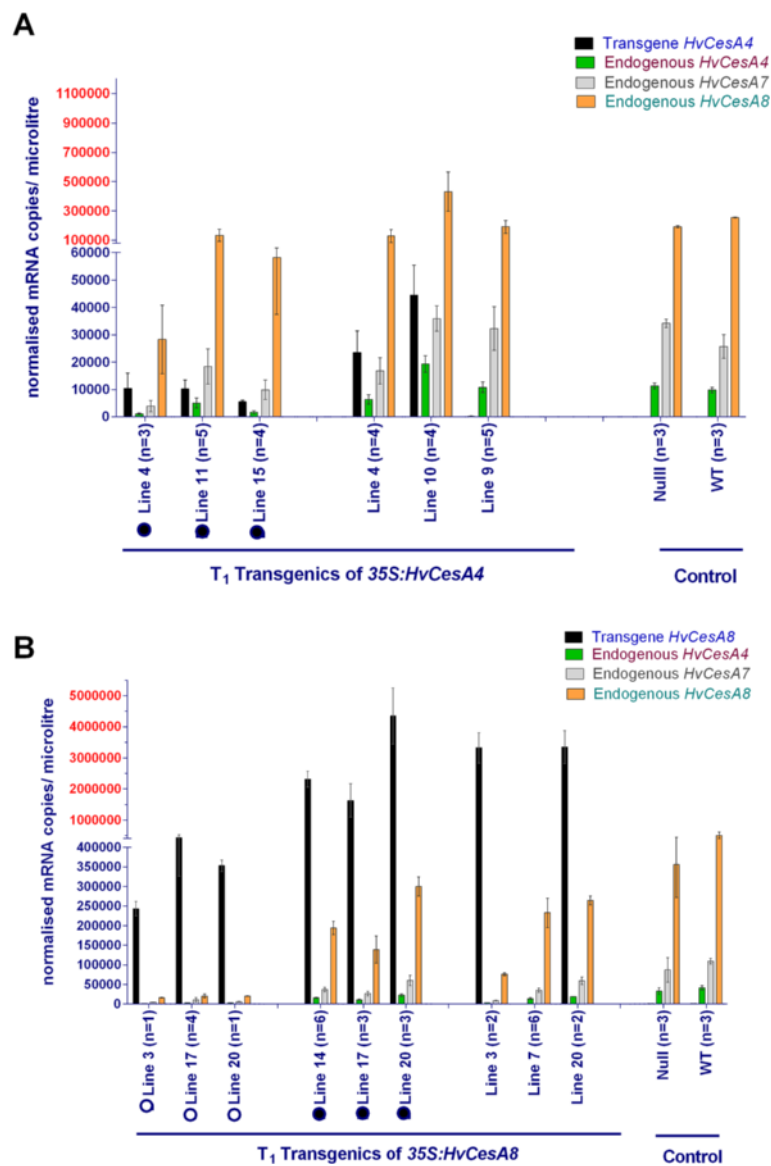 A
Transgene HvCesA4
Endogenous HvCesA4
Endogenous HvCesA7
Endogenous HvCesA8
normalised mRNA copies/ microlitre
1100000
900000
700000
500000
300000
100000
60000
50000
40000
30000
20000
10000
0
Line 4 (n=3)
Line 11 (n=5)
Line 15 (n=4)
Line 4 (n=4)
Line 10 (n=4)
Line 9 (n=5)
NullI (n=3)
WT (n=3)
T1 Transgenics of 35S:HvCesA4
Control
B
Transgene HvCesA8
Endogenous HvCesA4
Endogenous HvCesA7
Endogenous HvCesA8
normalised mRNA copies/ microlitre
5000000
4000000
3000000
2000000
1000000
400000
350000
300000
250000
200000
150000
100000
50000
0
Line 3 (n=1)
Line 17 (n=4)
Line 20 (n=1)
Line 14 (n=6)
Line 17 (n=3)
Line 20 (n=3)
Line 3 (n=2)
Line 7 (n=6)
Line 20 (n=2)
Null (n=3)
WT (n=3)
T1 Transgenics of 35S:HvCesA8
Control